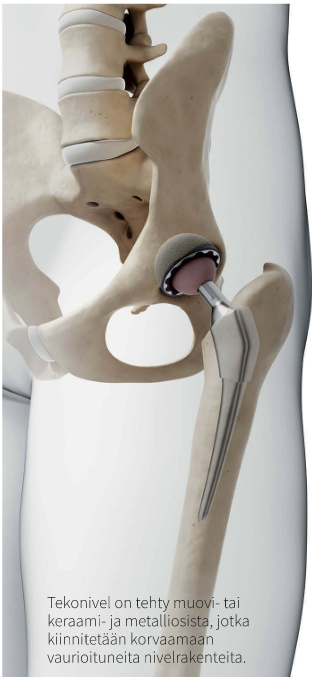 Tekonivel on tehty muovi- tai
keraami- ja metalliosista, jotka
kiinnitetään korvaamaan
vaurioituneita nivelrakenteita.